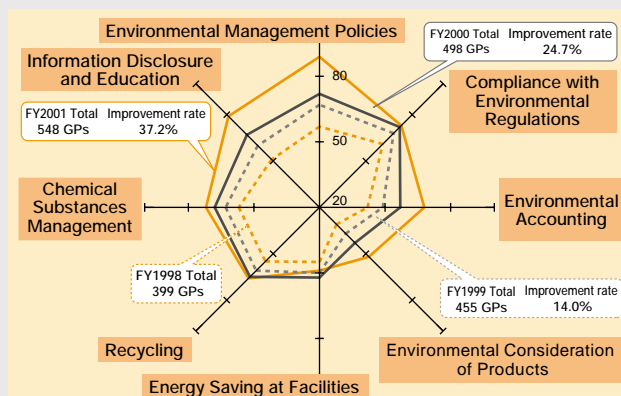 Environmental Management Policies
Information Disclosure
and Education
FY2000 Total Improvement rate
498 GPs 24.7%
80
Compliance with
Environmental
Regulations
FY2001 Total Improvement rate
548 GPs 37.2%
50
Chemical
Substances
Management
20
Environmental
Accounting
FY1998 Total
399 GPs
FY1999 Total Improvement rate
455 GPs 14.0%
Recycling
Environmental Consideration
of Products
Energy Saving at Facilities